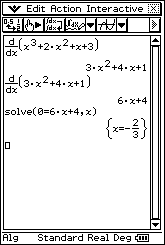 Edit Action Interactive
d/dx(x^3+2·x^2+x+3)
3·x^2+4·x+1
d/dx(3·x^2+4·x+1)
6·x+4
solve(0=6·x+4,x)
{x=-2/3}
Alg Standard Real Deg